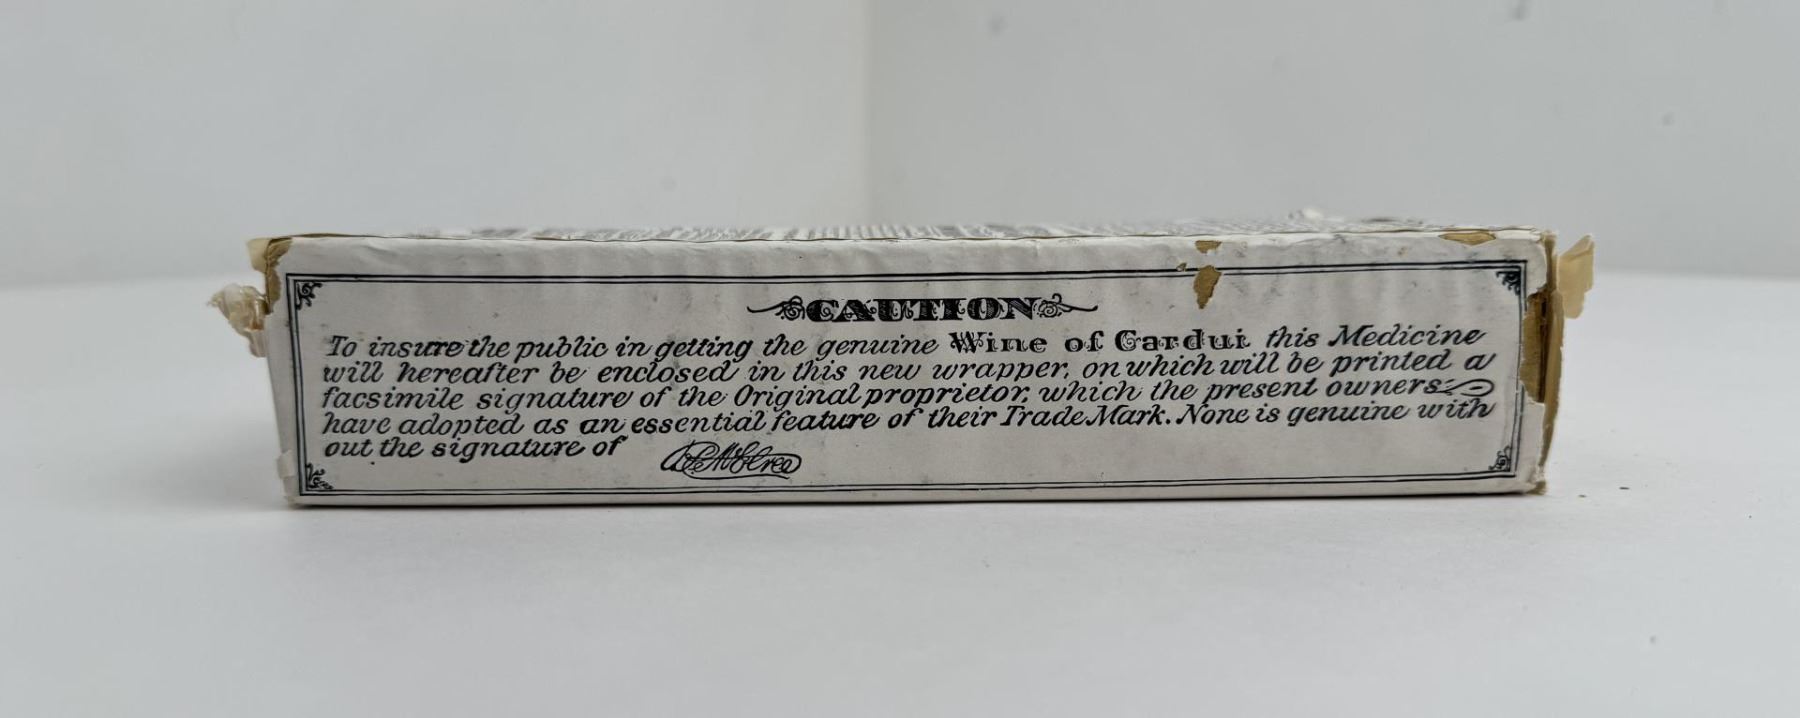 CAUTION
To insure the public in getting the genuine Wine of Cardui this Medicine
will hereafter be enclosed in this new wrapper, on which will be printed a
facsimile signature of the Original proprietor, which the present owners
have adopted as an essential feature of their Trade Mark. None is genuine with
out the signature of